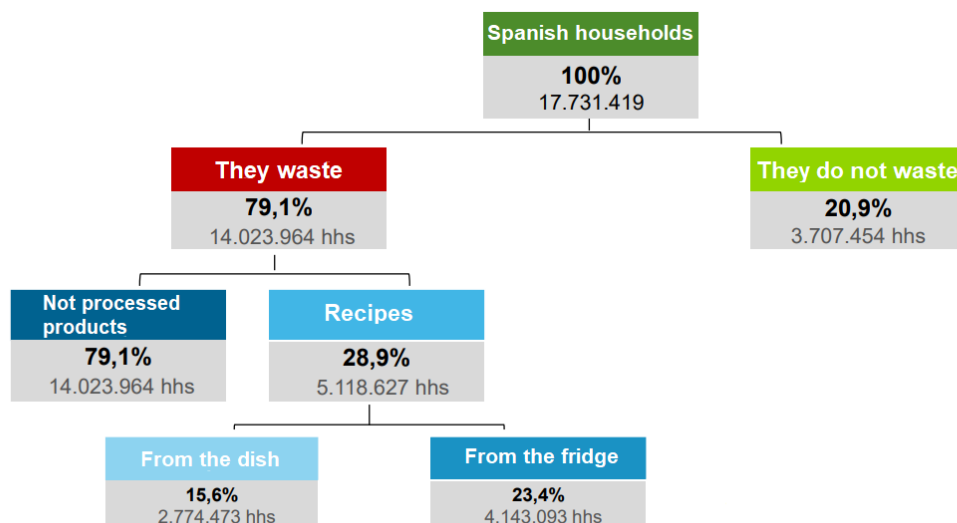 Spanish households
100%
17.731.419
They waste
79,1%
14.023.964 hhs
They do not waste
20,9%
3.707.454 hhs
Not processed
products
79,1%
14.023.964 hhs
Recipes
28,9%
5.118.627 hhs
From the dish
15,6%
2.774.473 hhs
From the fridge
23,4%
4.143.093 hhs